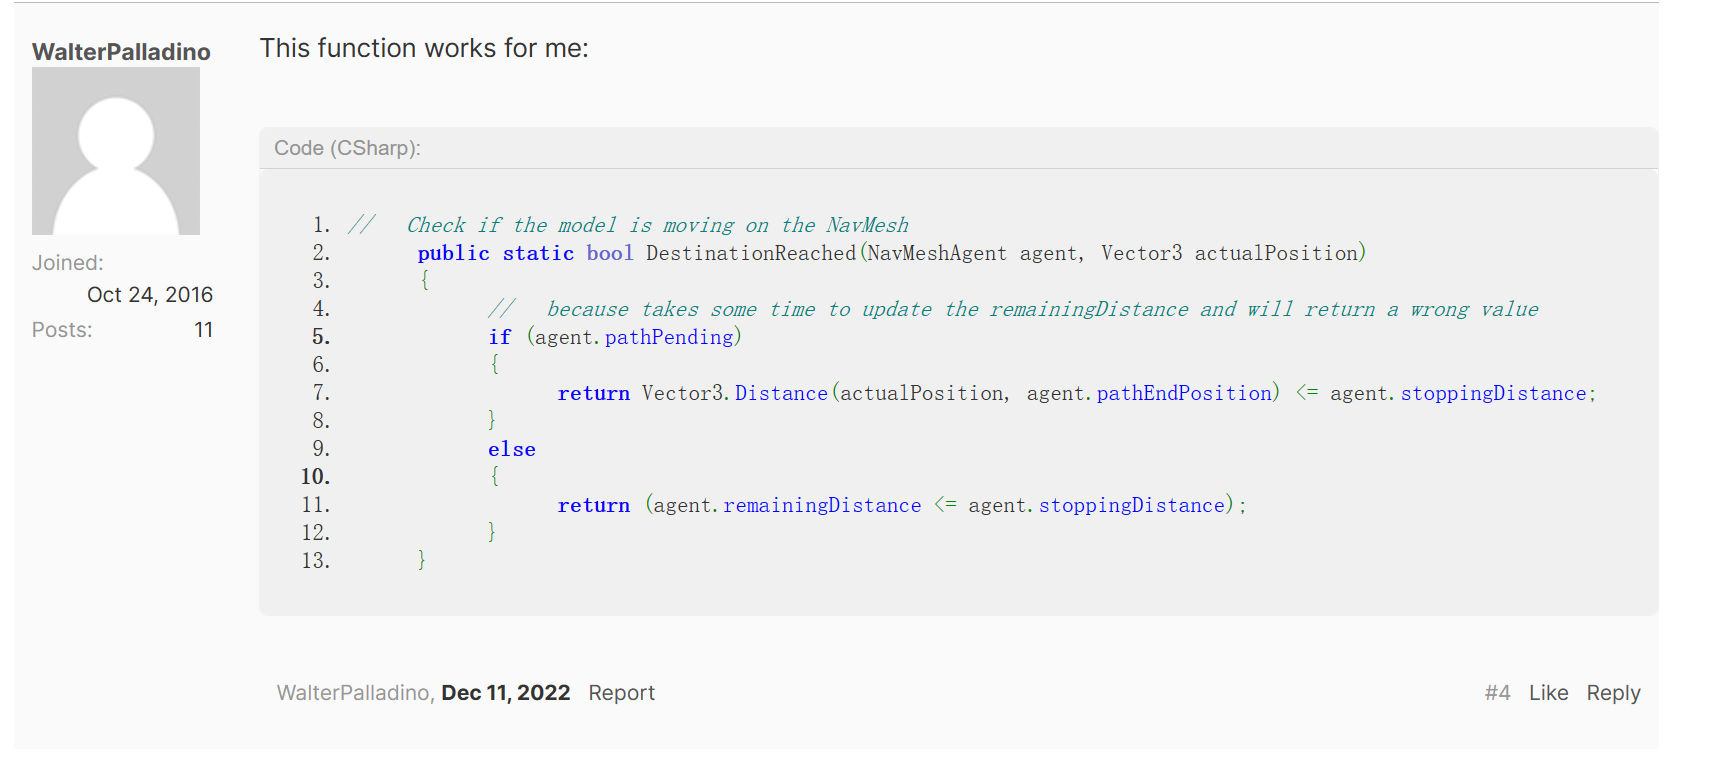 WalterPalladino
Joined:
Oct 24, 2016
Posts: 11
This function works for me:
Code (CSharp):
1. //   Check if the model is moving on the NavMesh
2.       public static bool DestinationReached(NavMeshAgent agent, Vector3 actualPosition)
3.       {
4.             //   because takes some time to update the remainingDistance and will return a wrong value
5.             if (agent.pathPending)
6.             {
7.                   return Vector3.Distance(actualPosition, agent.pathEndPosition) <= agent.stoppingDistance;
8.             }
9.             else
10.             {
11.                   return (agent.remainingDistance <= agent.stoppingDistance);
12.             }
13.       }
WalterPalladino, Dec 11, 2022 Report #4 Like Reply